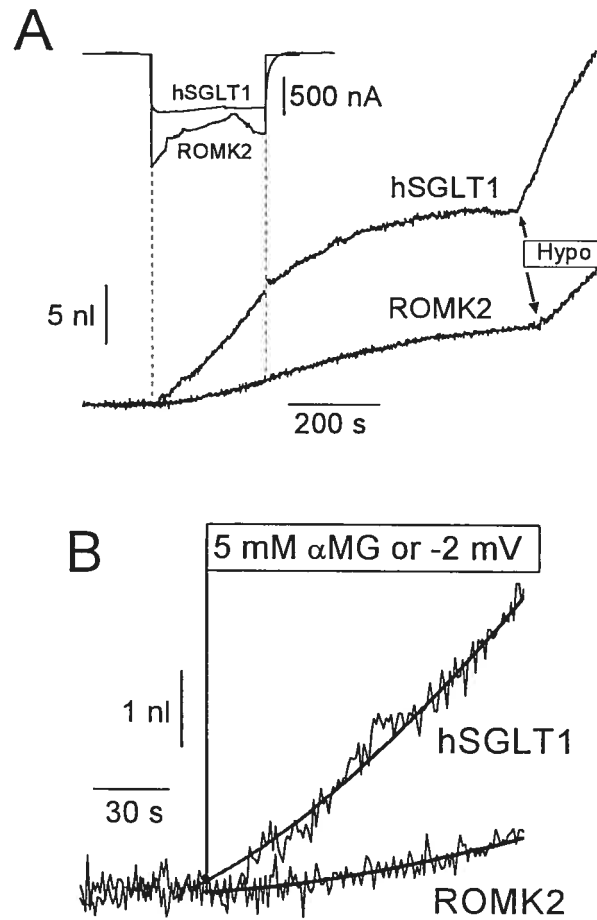 A
hSGLT1
500 nA
ROMK2
hSGLT1
Hypo
5 nl
ROMK2
200 s
B
5 mM αMG or -2 mV
1 nl
hSGLT1
30 s
ROMK2